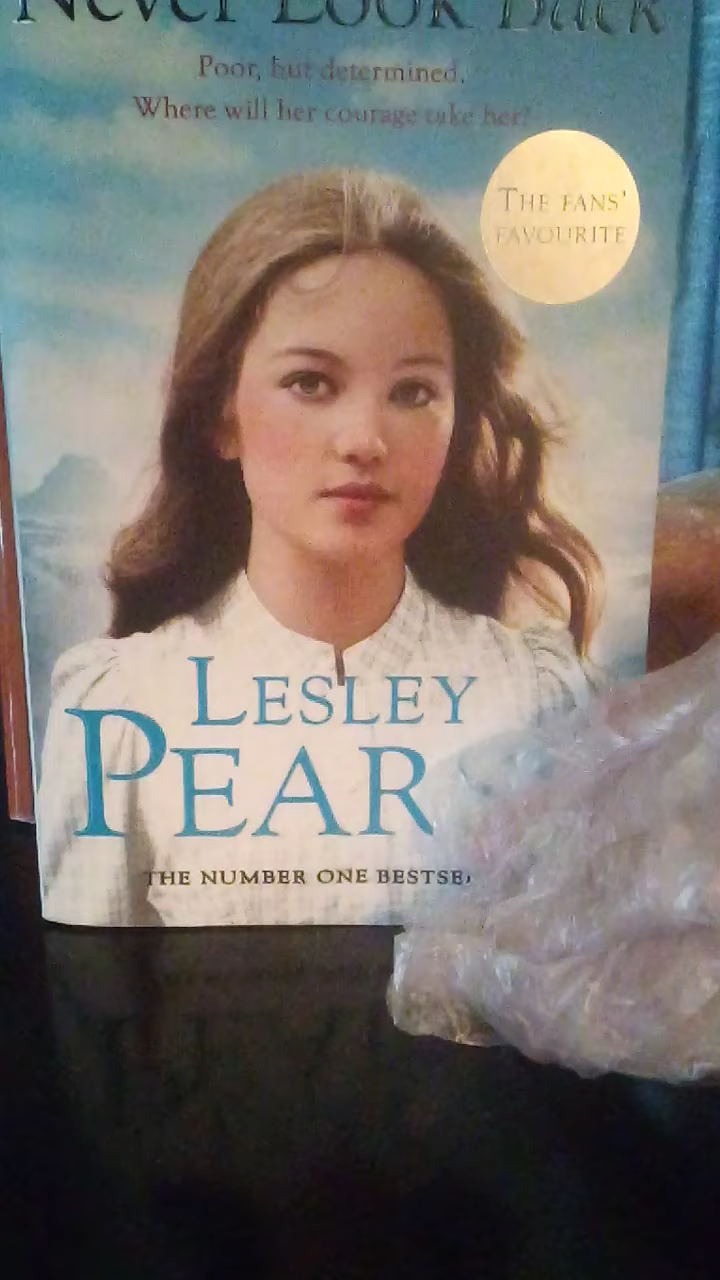 Never Look Back
Poor, but determined.
Where will her courage take her?
THE FANS'
FAVOURITE
LESLEY
PEAR
THE NUMBER ONE BESTSE